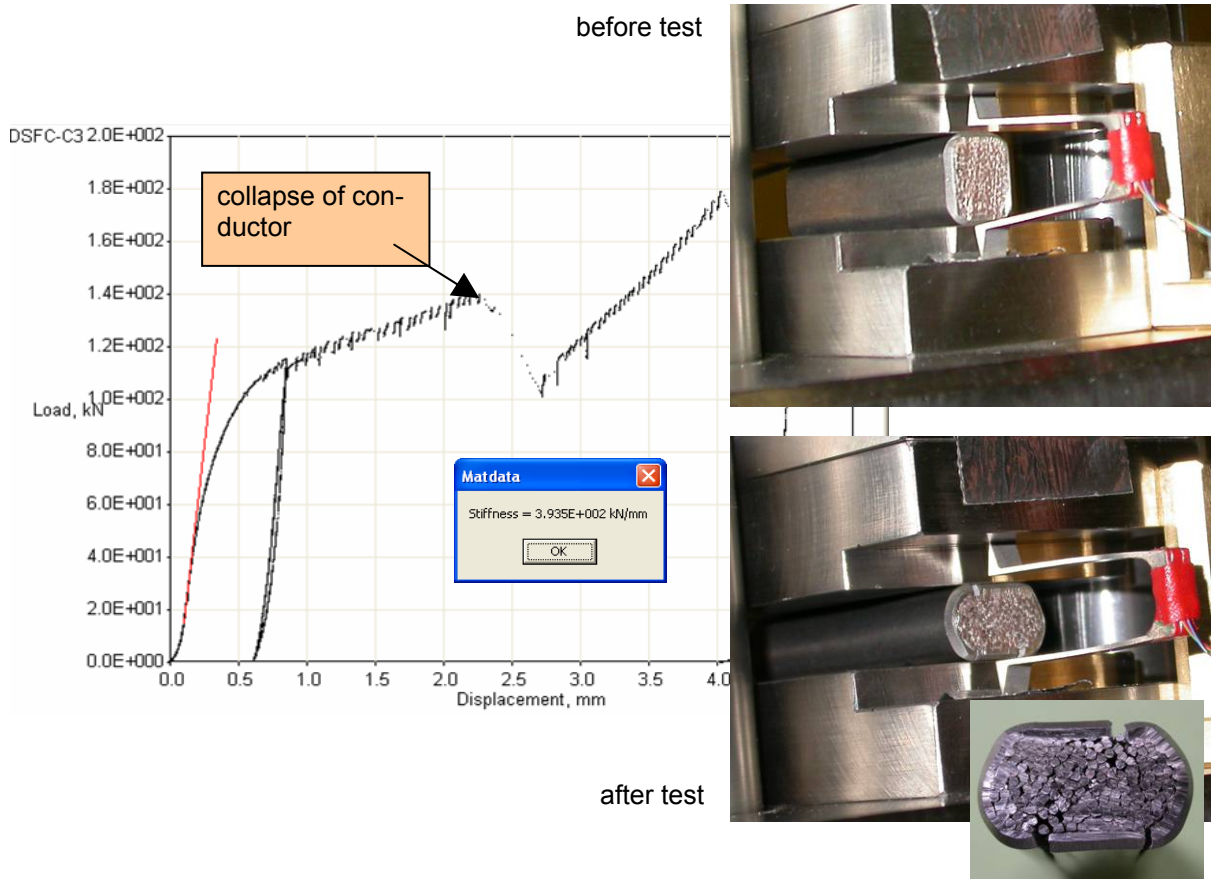 before test
DSFC-C3
2.0E+002
1.8E+002
1.6E+002
1.4E+002
1.2E+002
1.0E+002
8.0E+001
6.0E+001
4.0E+001
2.0E+001
0.0E+000
Load, kN
collapse of con-
ductor
Matdata
Stiffness = 3.935E+002 kN/mm
OK
0.0 0.5 1.0 1.5 2.0 2.5 3.0 3.5 4.0
Displacement, mm
after test